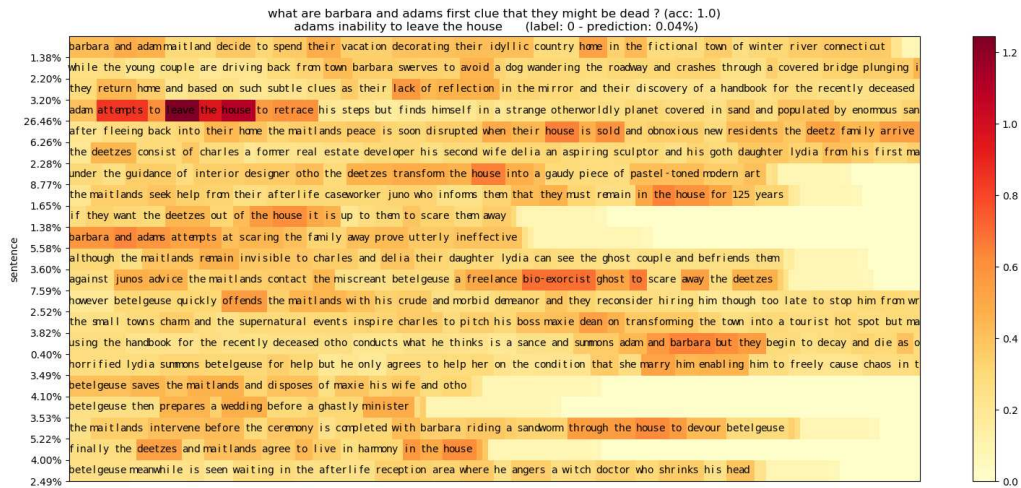 what are barbara and adams first clue that they might be dead ? (acc: 1.0)
adams inability to leave the house (label: 0 - prediction: 0.04%)
barbara and adam maitland decide to spend their vacation decorating their idyllic country home in the fictional town of winter river connecticut
1.38%
while the young couple are driving back from town barbara swerves to avoid a dog wandering the roadway and crashes through a covered bridge plunging i
2.20%
they return home and based on such subtle clues as their lack of reflection in the mirror and their discovery of a handbook for the recently deceased
3.20%
adam attempts to leave the house to retrace his steps but finds himself in a strange otherworldly planet covered in sand and populated by enormous san
26.46%
after fleeing back into their home the maitlands peace is soon disrupted when their house is sold and obnoxious new residents the deetz family arrive
6.26%
the deetzes consist of charles a former real estate developer his second wife delia an aspiring sculptor and his goth daughter lydia from his first ma
2.28%
under the guidance of interior designer otho the deetzes transform the house into a gaudy piece of pastel-toned modern art
8.77%
the maitlands seek help from their afterlife caseworker juno who informs them that they must remain in the house for 125 years
1.65%
if they want the deetzes out of the house it is up to them to scare them away
1.38%
barbara and adams attempts at scaring the family away prove utterly ineffective
5.58%
although the maitlands remain invisible to charles and delia their daughter lydia can see the ghost couple and befriends them
3.60%
against junos advice the maitlands contact the miscreant betelgeuse a freelance bio-exorcist ghost to scare away the deetzes
7.59%
however betelgeuse quickly offends the maitlands with his crude and morbid demeanor and they reconsider hiring him though too late to stop him from wr
2.52%
the small towns charm and the supernatural events inspire charles to pitch his boss maxie dean on transforming the town into a tourist hot spot but ma
3.82%
using the handbook for the recently deceased otho conducts what he thinks is a sance and summons adam and barbara but they begin to decay and die as o
0.40%
horrified lydia summons betelgeuse for help but he only agrees to help her on the condition that she marry him enabling him to freely cause chaos in t
3.49%
betelgeuse saves the maitlands and disposes of maxie his wife and otho
4.10%
betelgeuse then prepares a wedding before a ghastly minister
3.53%
the maitlands intervene before the ceremony is completed with barbara riding a sandworm through the house to devour betelgeuse
5.22%
finally the deetzes and maitlands agree to live in harmony in the house
4.00%
betelgeuse meanwhile is seen waiting in the afterlife reception area where he angers a witch doctor who shrinks his head
2.49%
sentence
1.2
1.0
0.8
0.6
0.4
0.2
0.0